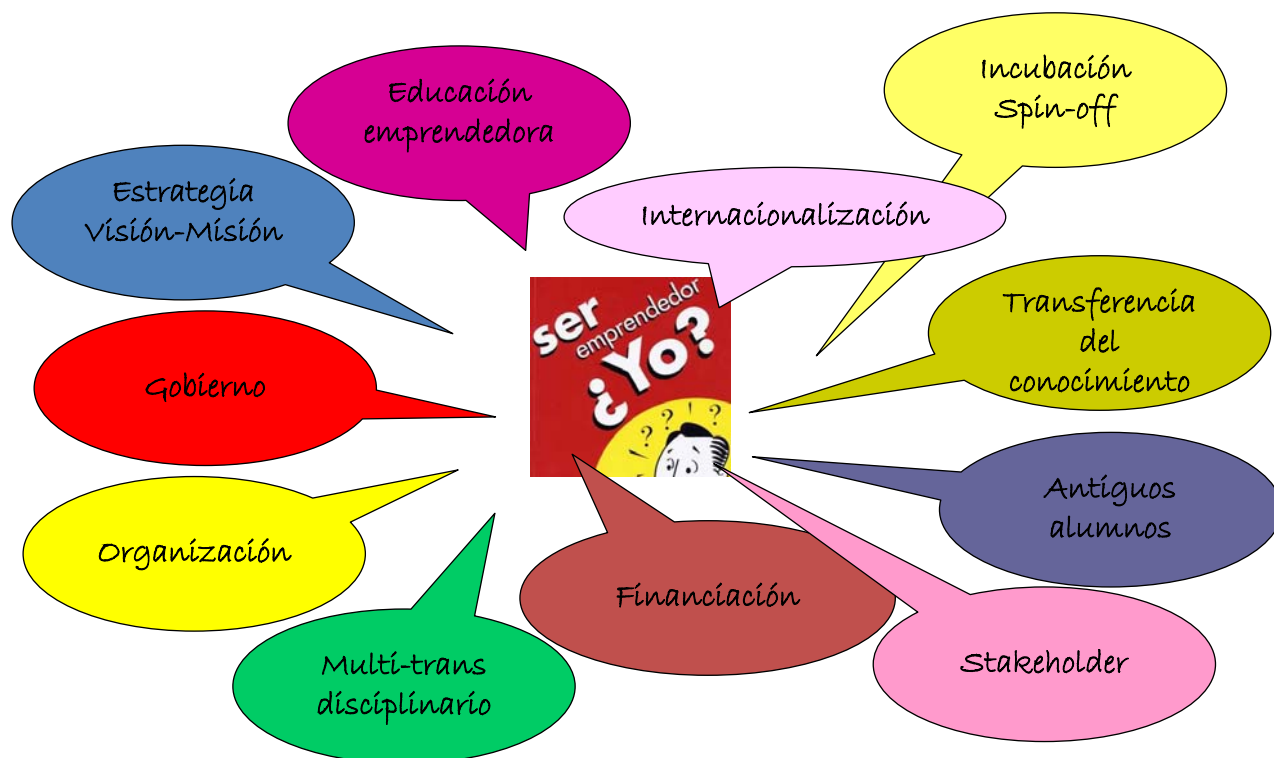 Educación
emprendedora
Incubación
Spin-off
Estrategia
Visión-Misión
Internacionalización
ser
emprendedor
¿Yo?
? ? ! ?
! ?
Transferencia
del
conocimiento
Gobierno
Antiguos
alumnos
Organización
Financiación
Multi-trans
disciplinario
Stakeholder